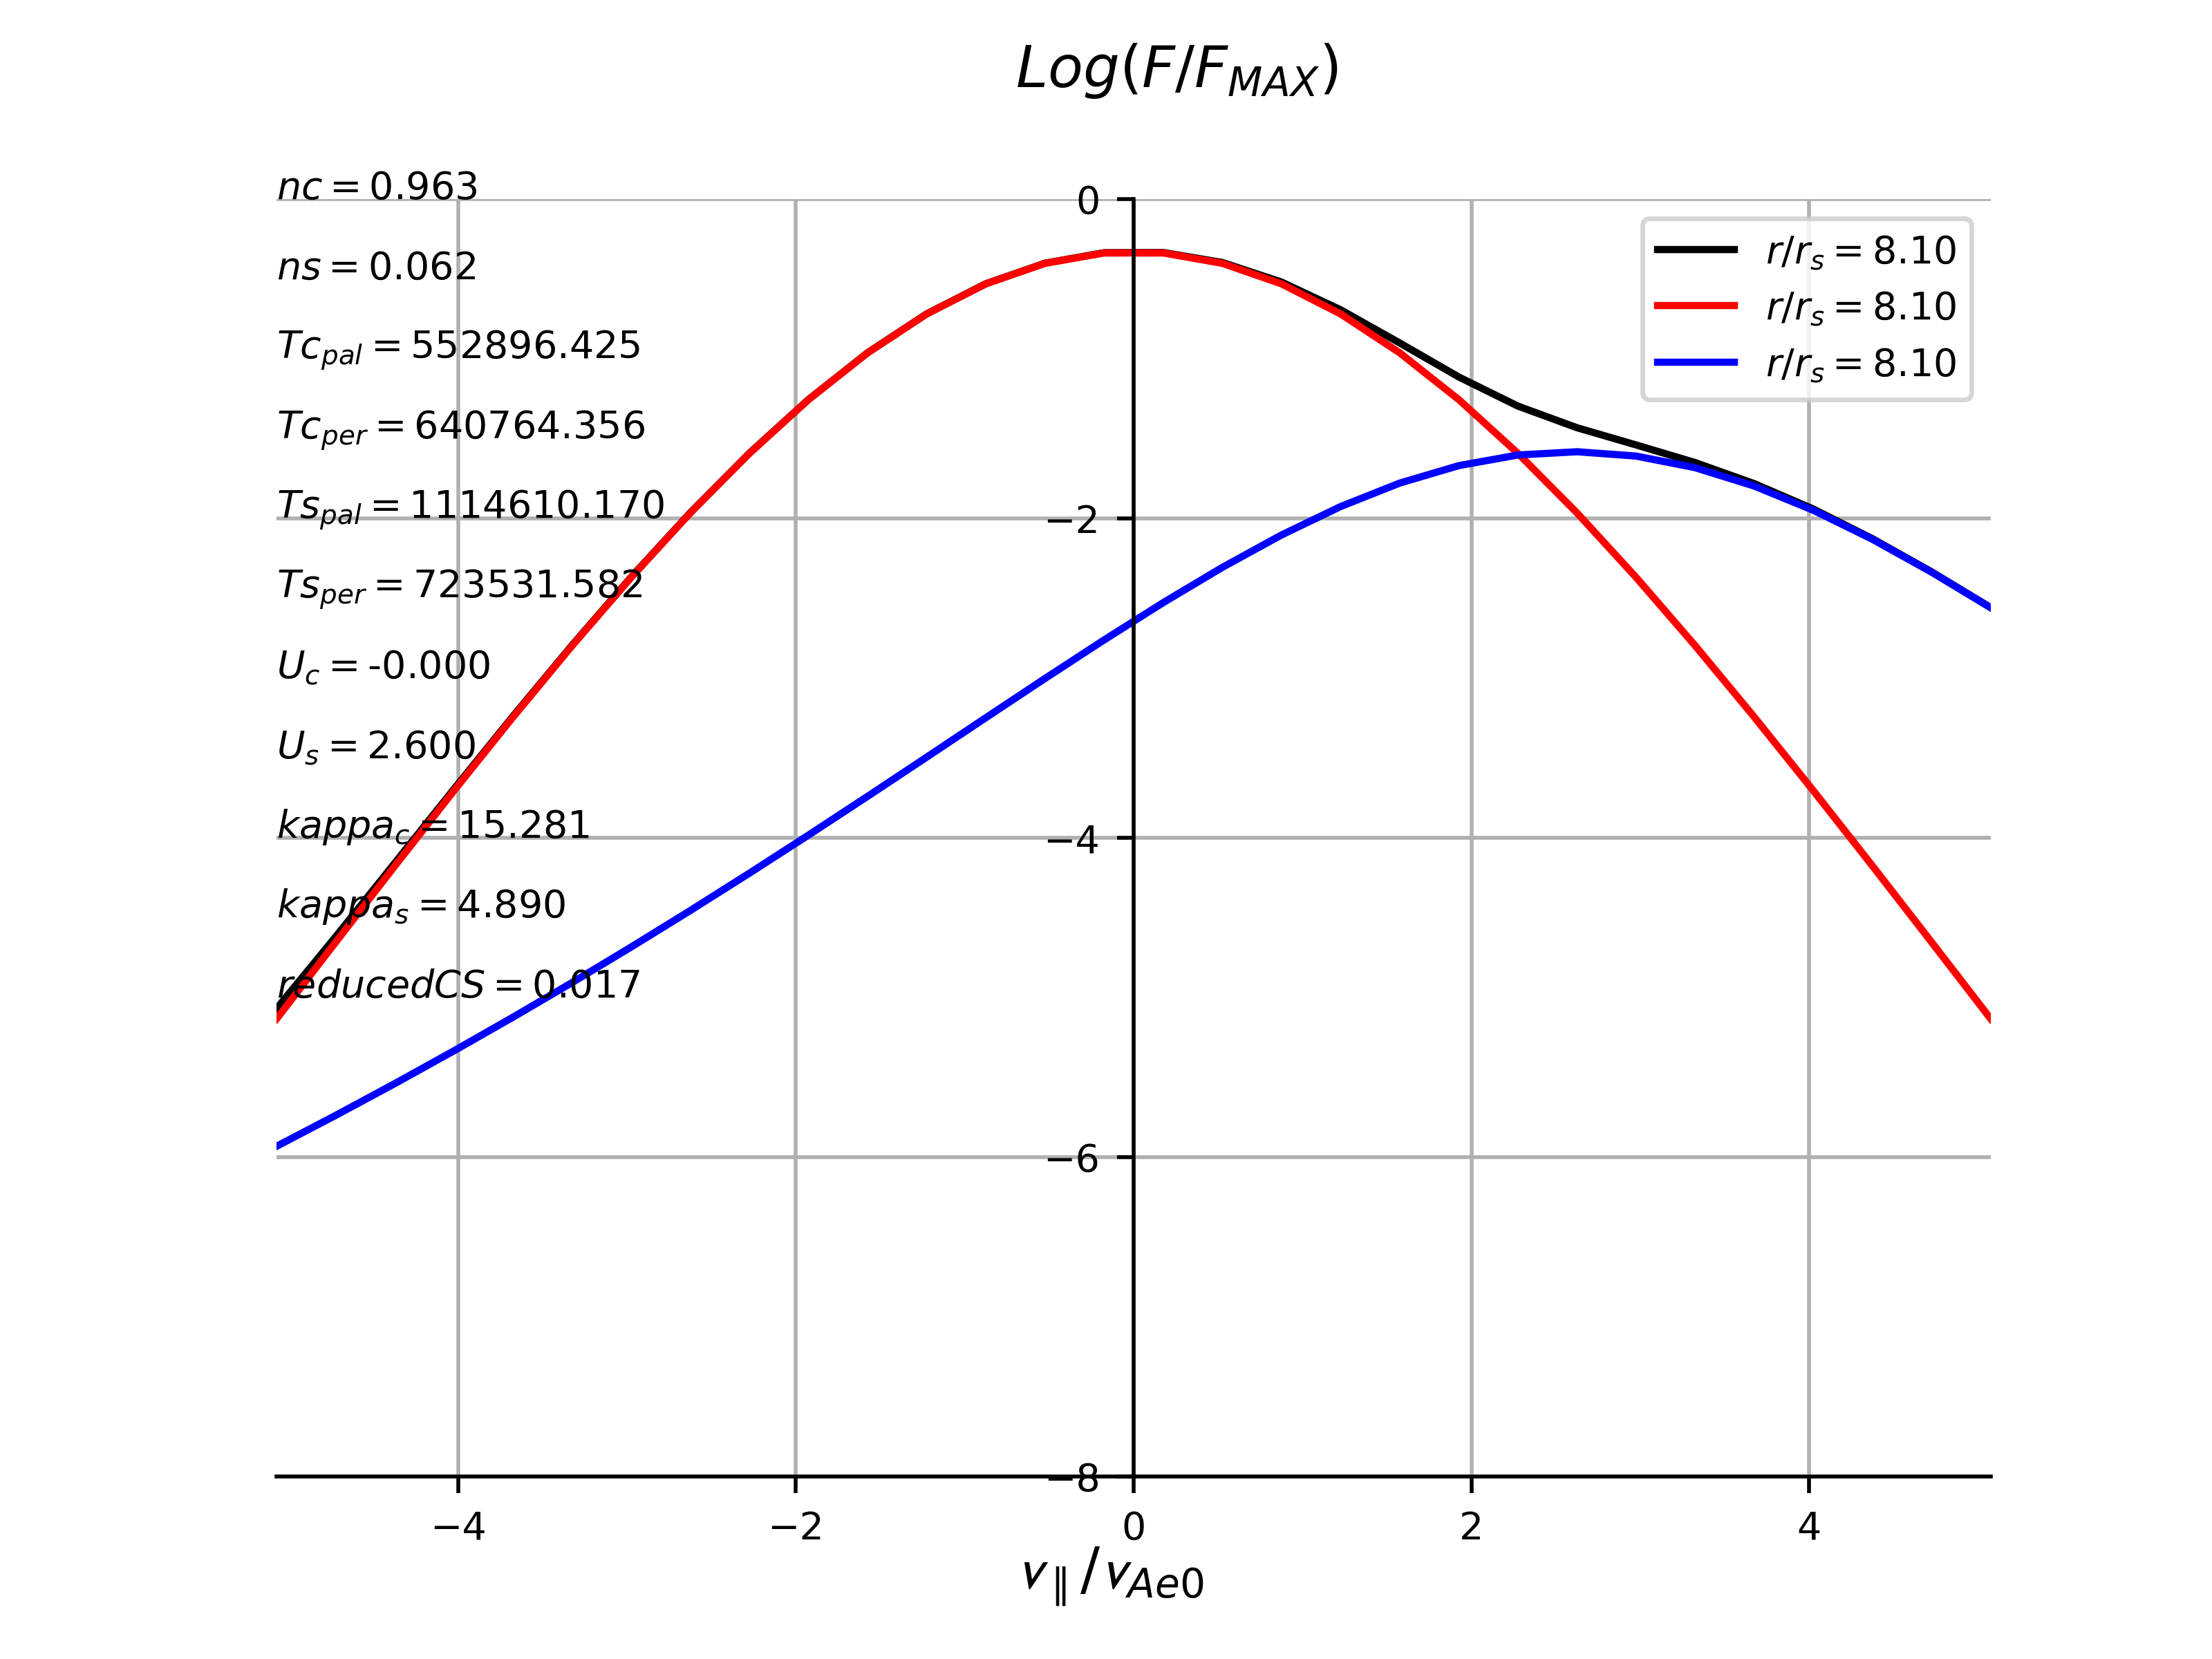 Log(F/F_MAX)
nc = 0.963
ns = 0.062
Tc_pal = 552896.425
Tc_per = 640764.356
Ts_pal = 1114610.170
Ts_per = 723531.582
U_c = -0.000
U_s = 2.600
kappa_c = 15.281
kappa_s = 4.890
reducedCS = 0.017
0
−2
−4
−6
−8
r/r_s = 8.10
r/r_s = 8.10
r/r_s = 8.10
−4 −2 0 2 4
v_∥/v_Ae0